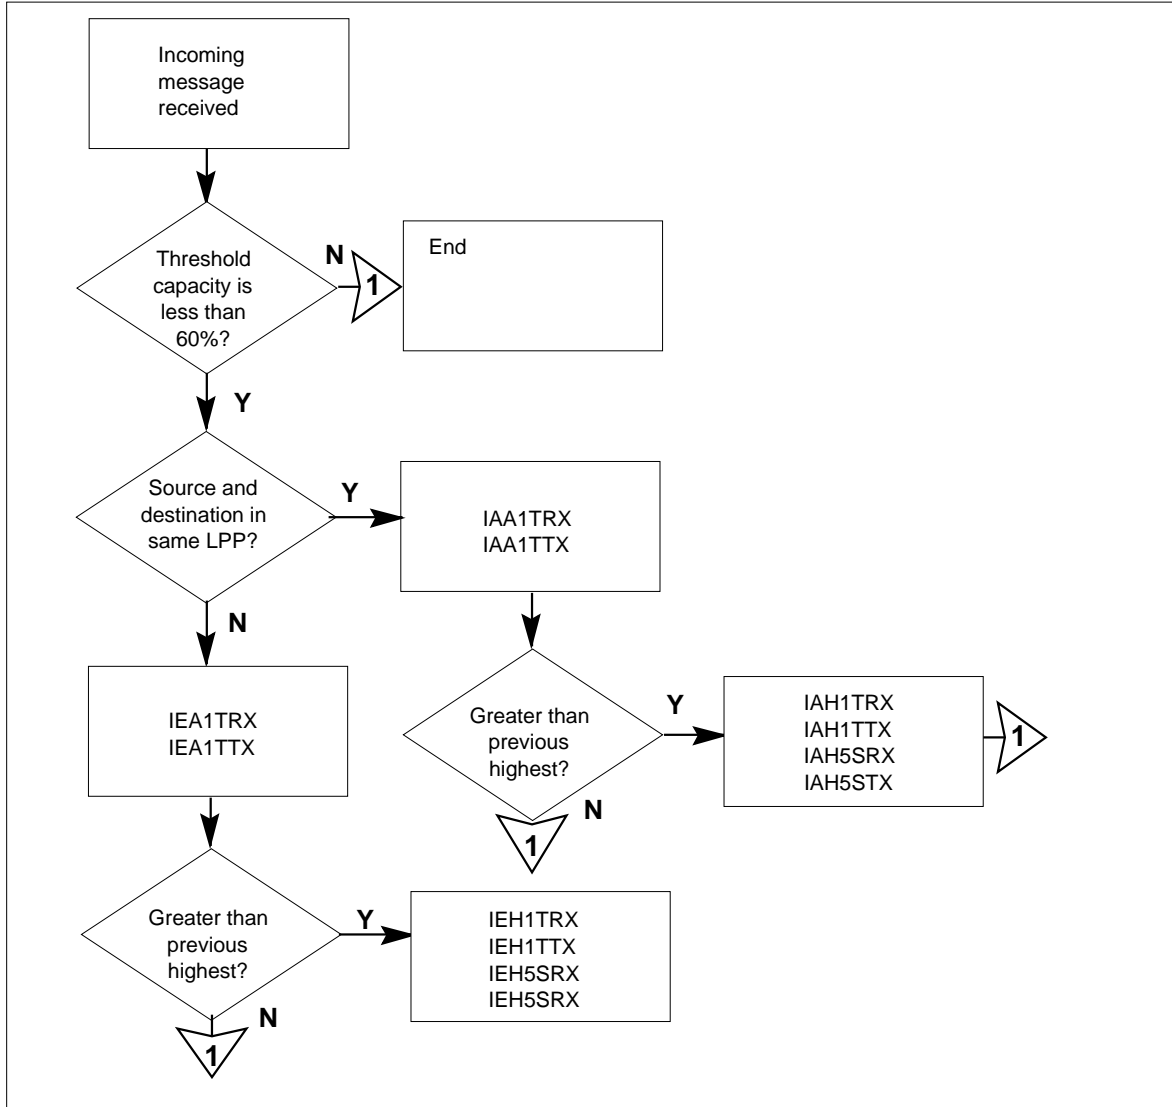 Incoming
message
received
Threshold
capacity is
less than
60%?
N
1
End
Y
Source and
destination in
same LPP?
Y
IAA1TRX
IAA1TTX
N
IEA1TRX
IEA1TTX
Greater than
previous
highest?
Y
IAH1TRX
IAH1TTX
IAH5SRX
IAH5STX
1
N
1
Greater than
previous
highest?
Y
IEH1TRX
IEH1TTX
IEH5SRX
IEH5SRX
N
1